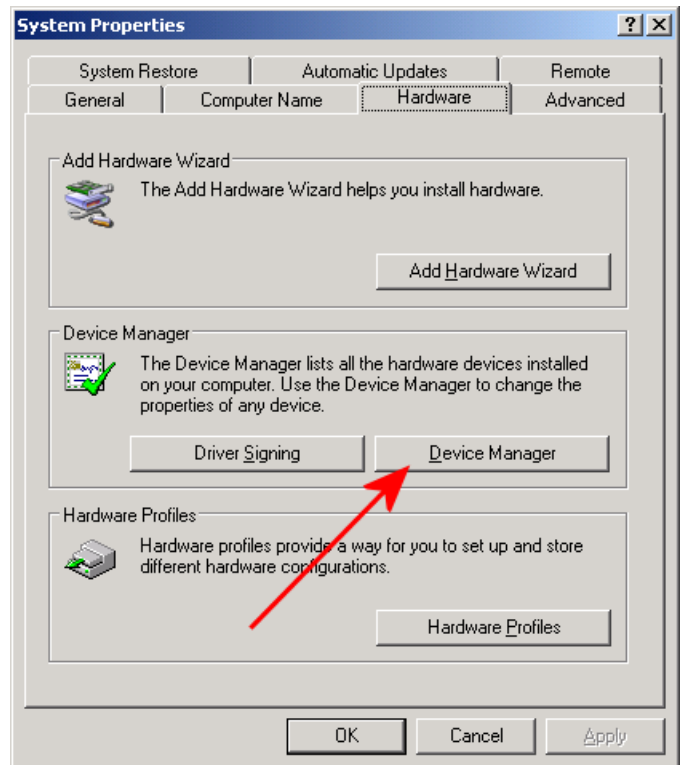 System Properties
? X
System Restore Automatic Updates Remote
General Computer Name Hardware Advanced
Add Hardware Wizard
The Add Hardware Wizard helps you install hardware.
Add Hardware Wizard
Device Manager
The Device Manager lists all the hardware devices installed
on your computer. Use the Device Manager to change the
properties of any device.
Driver Signing Device Manager
Hardware Profiles
Hardware profiles provide a way for you to set up and store
different hardware configurations.
Hardware Profiles
OK Cancel Apply